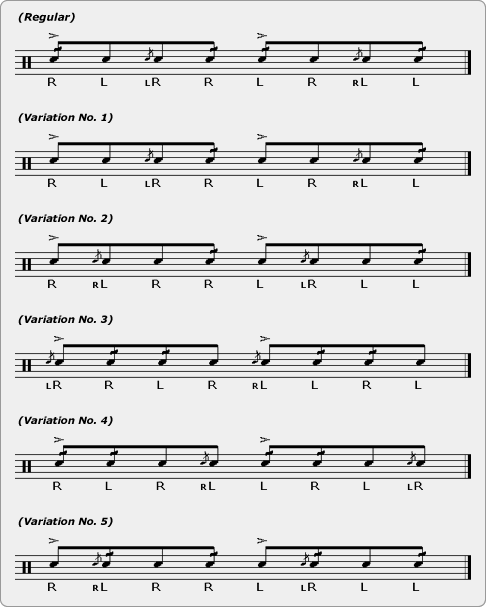 (Regular)
R L LR R L R RL L
(Variation No. 1)
R L LR R L R RL L
(Variation No. 2)
R RL R R L LR L L
(Variation No. 3)
LR R L R RL L R L
(Variation No. 4)
R L R RL L R L LR
(Variation No. 5)
R RL R R L LR L L